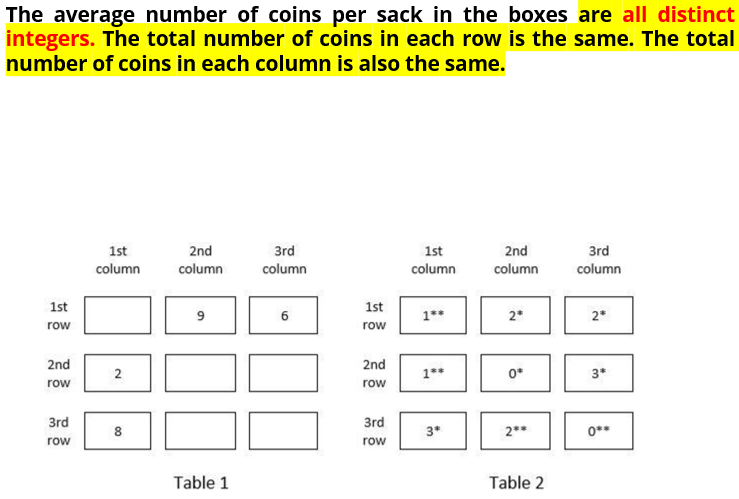 The average number of coins per sack in the boxes are all distinct
integers. The total number of coins in each row is the same. The total
number of coins in each column is also the same.
1st 2nd 3rd 1st 2nd 3rd
column column column column column column
1st row 9 6 1st row 1** 2* 2*
2nd row 2 2nd row 1** 0* 3*
3rd row 8 3rd row 3* 2** 0**
Table 1 Table 2